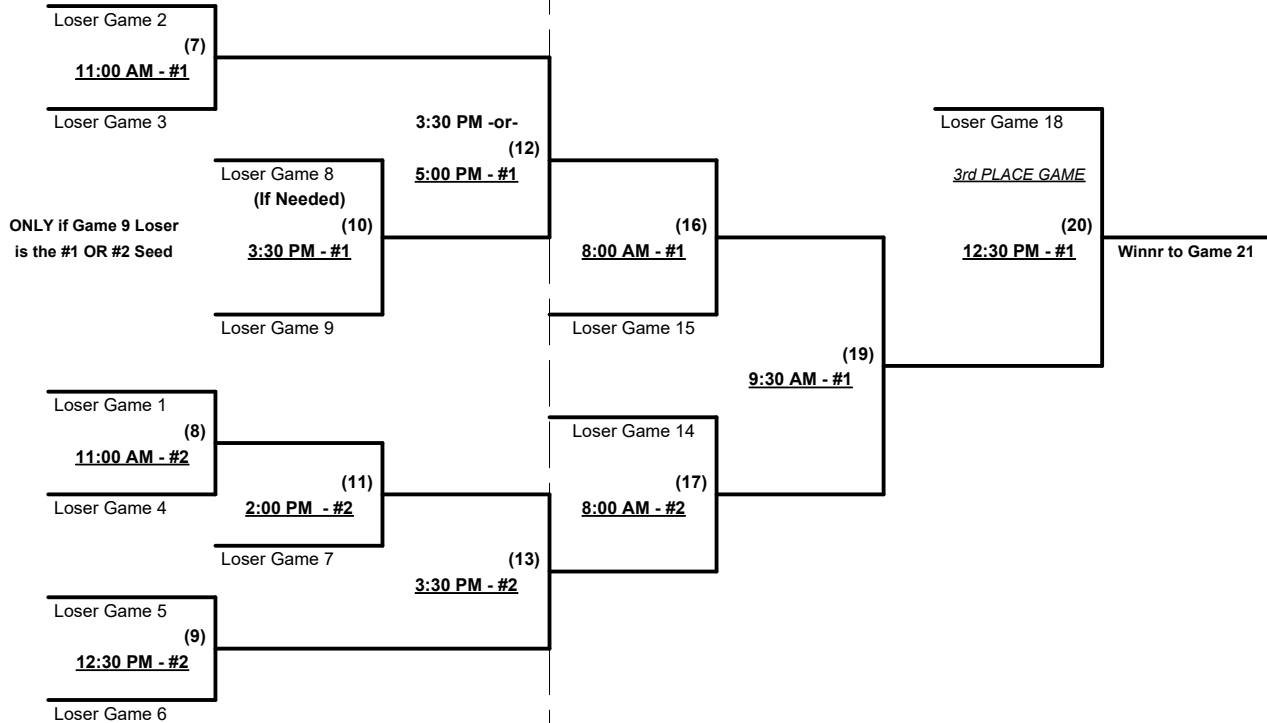 Loser Game 2
(7)
11:00 AM - #1
Loser Game 3
3:30 PM -or-
(12)
5:00 PM - #1
Loser Game 18
3rd PLACE GAME
(20)
12:30 PM - #1
Winnr to Game 21
Loser Game 8
(If Needed)
(10)
3:30 PM - #1
Loser Game 9
ONLY if Game 9 Loser
is the #1 OR #2 Seed
(16)
8:00 AM - #1
Loser Game 15
(19)
9:30 AM - #1
Loser Game 1
(8)
11:00 AM - #2
Loser Game 4
(11)
2:00 PM - #2
Loser Game 7
Loser Game 14
(17)
8:00 AM - #2
(13)
3:30 PM - #2
Loser Game 5
(9)
12:30 PM - #2
Loser Game 6